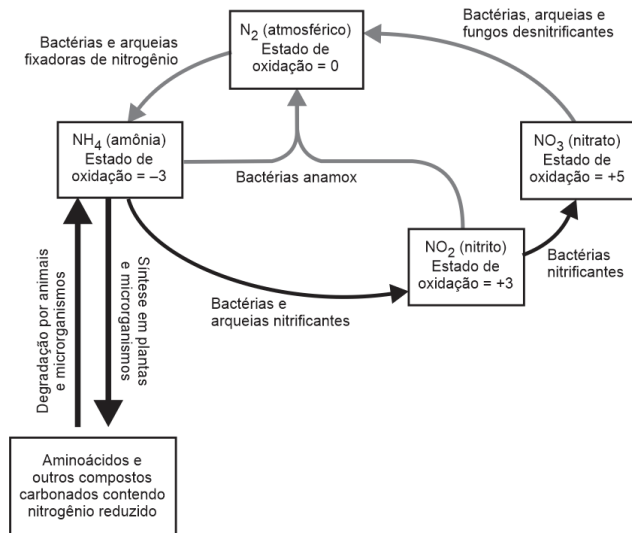 Bactérias e arqueias
fixadoras de nitrogênio
N₂ (atmosférico)
Estado de
oxidação = 0
Bactérias, arqueias e
fungos desnitrificantes
NH₄ (amônia)
Estado de
oxidação = –3
Bactérias anamox
NO₃ (nitrato)
Estado de
oxidação = +5
NO₂ (nitrito)
Estado de
oxidação = +3
Bactérias
nitrificantes
Bactérias e
arqueias nitrificantes
Degradação por animais
e microrganismos
Síntese em plantas
e microrganismos
Aminoácidos e
outros compostos
carbonados contendo
nitrogênio reduzido